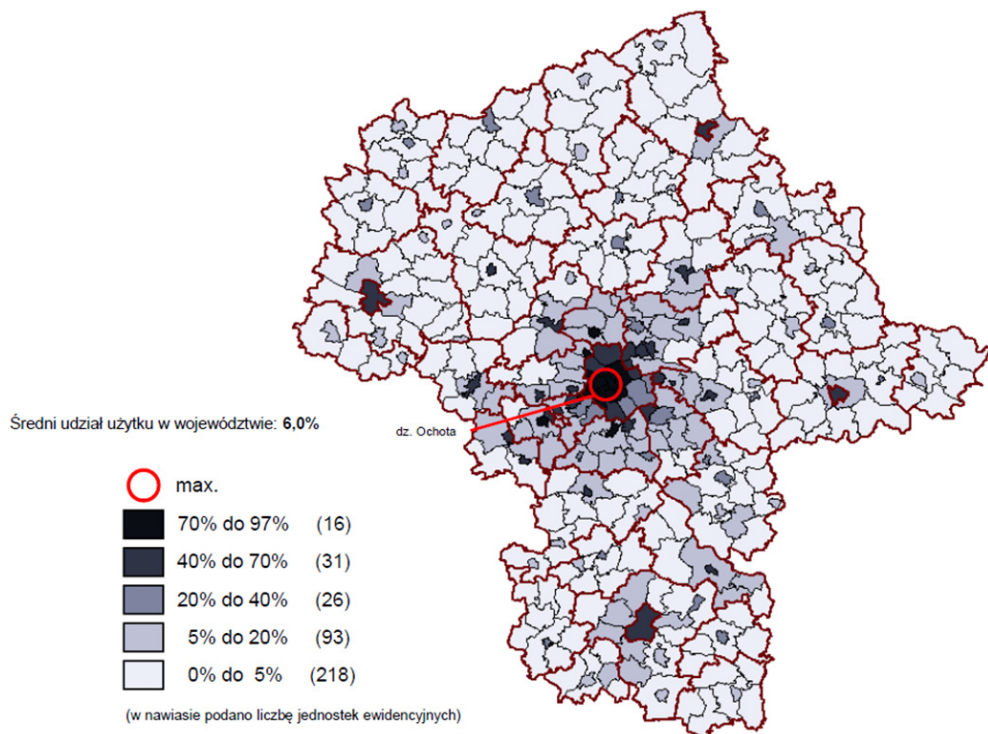 Średni udział użytku w województwie: 6,0%
dz. Ochota
max.
70% do 97% (16)
40% do 70% (31)
20% do 40% (26)
5% do 20% (93)
0% do 5% (218)
(w nawiasie podano liczbę jednostek ewidencyjnych)